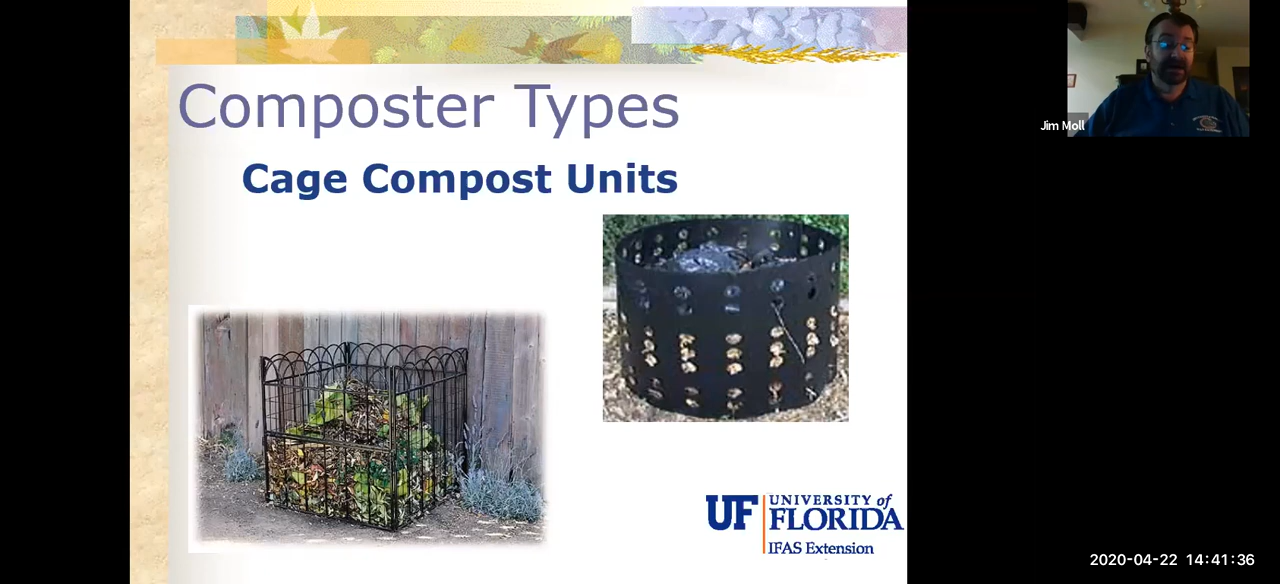 Composter Types
Cage Compost Units
Jim Moll
UF UNIVERSITY of
FLORIDA
IFAS Extension
2020-04-22 14:41:36